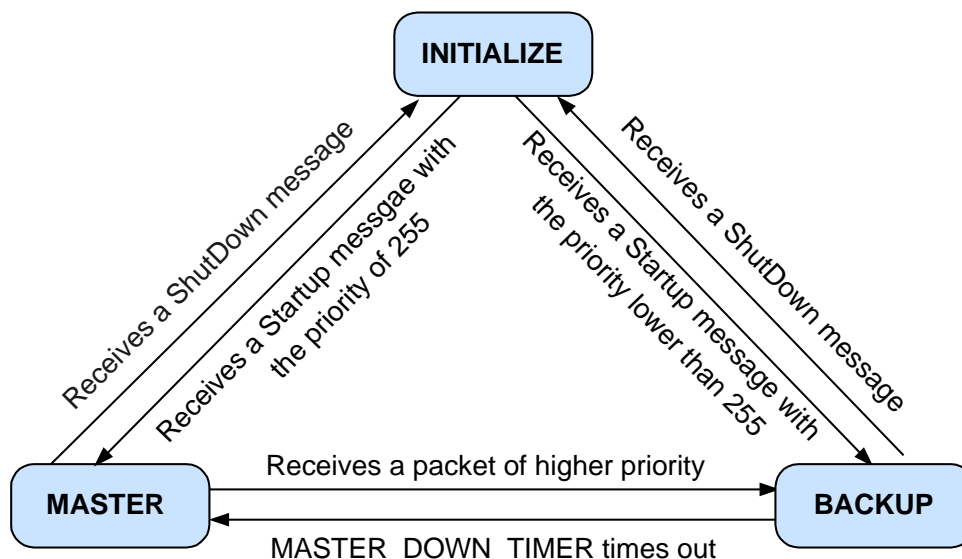 INITIALIZE
Receives a ShutDown message
Receives a Startup messgae with
the priority of 255
Receives a Startup message with
the priority lower than 255
Receives a ShutDown message
MASTER
Receives a packet of higher priority
BACKUP
MASTER_DOWN_TIMER times out